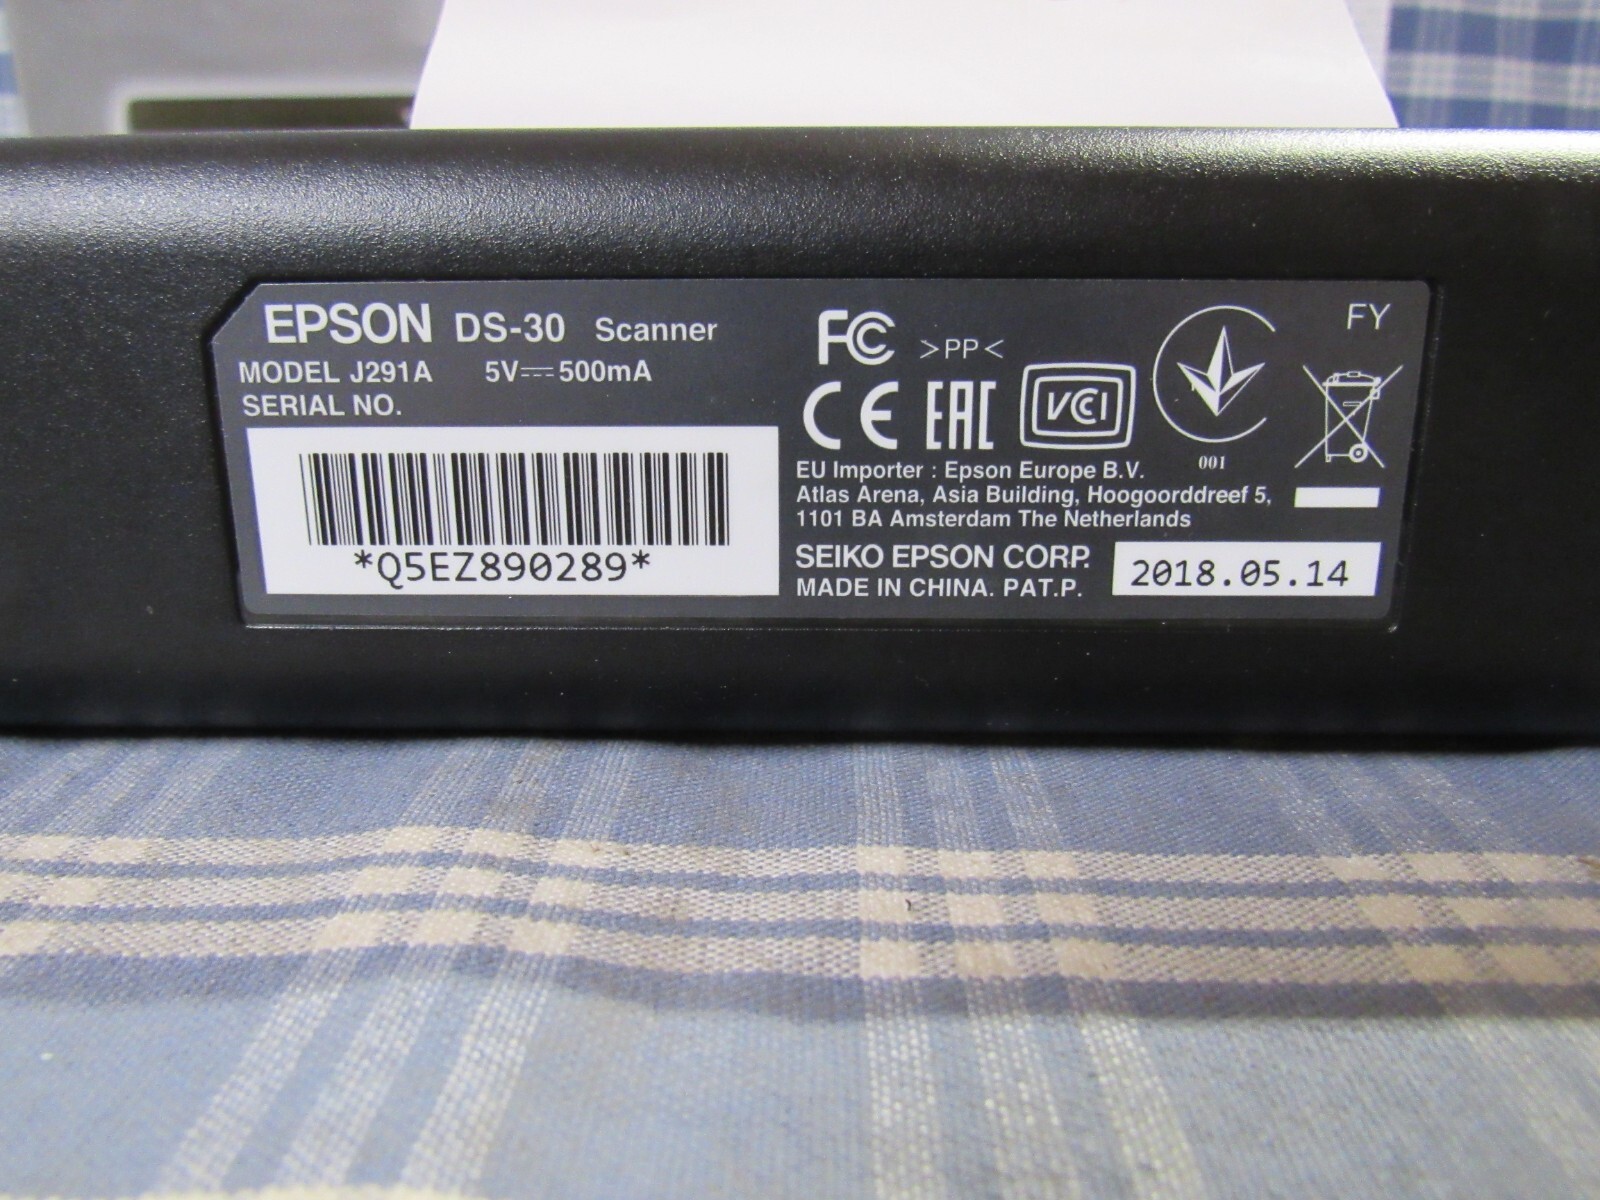 EPSON DS-30 Scanner
MODEL J291A 5V⎓500mA
SERIAL NO.
*Q5EZ890289*
FC >PP< FY
CE EAC VCCI
001
EU Importer : Epson Europe B.V.
Atlas Arena, Asia Building, Hoogoorddreef 5,
1101 BA Amsterdam The Netherlands
SEIKO EPSON CORP.
MADE IN CHINA. PAT.P.
2018.05.14